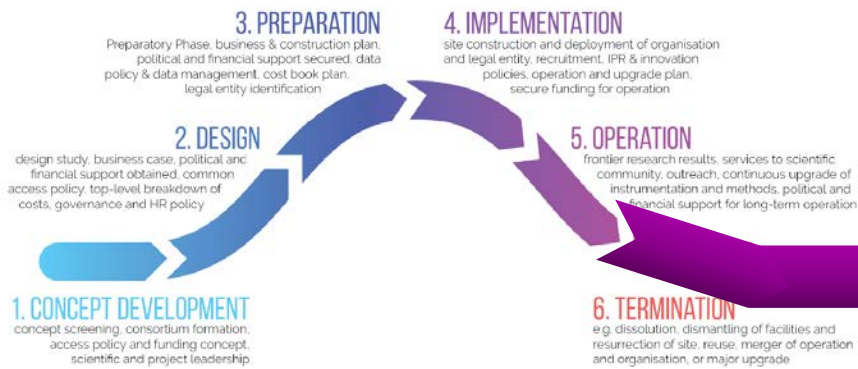 3. PREPARATION
Preparatory Phase, business & construction plan,
political and financial support secured, data
policy & data management, cost book plan,
legal entity identification
4. IMPLEMENTATION
site construction and deployment of organisation
and legal entity, recruitment, IPR & innovation
policies, operation and upgrade plan,
secure funding for operation
2. DESIGN
design study, business case, political and
financial support obtained, common
access policy, top-level breakdown of
costs, governance and HR policy
5. OPERATION
frontier research results, services to scientific
community, outreach, continuous upgrade of
instrumentation and methods, political and
financial support for long-term operation
1. CONCEPT DEVELOPMENT
concept screening, consortium formation,
access policy and funding concept,
scientific and project leadership
6. TERMINATION
e.g. dissolution, dismantling of facilities and
resurrection of site, reuse, merger of operation
and organisation, or major upgrade